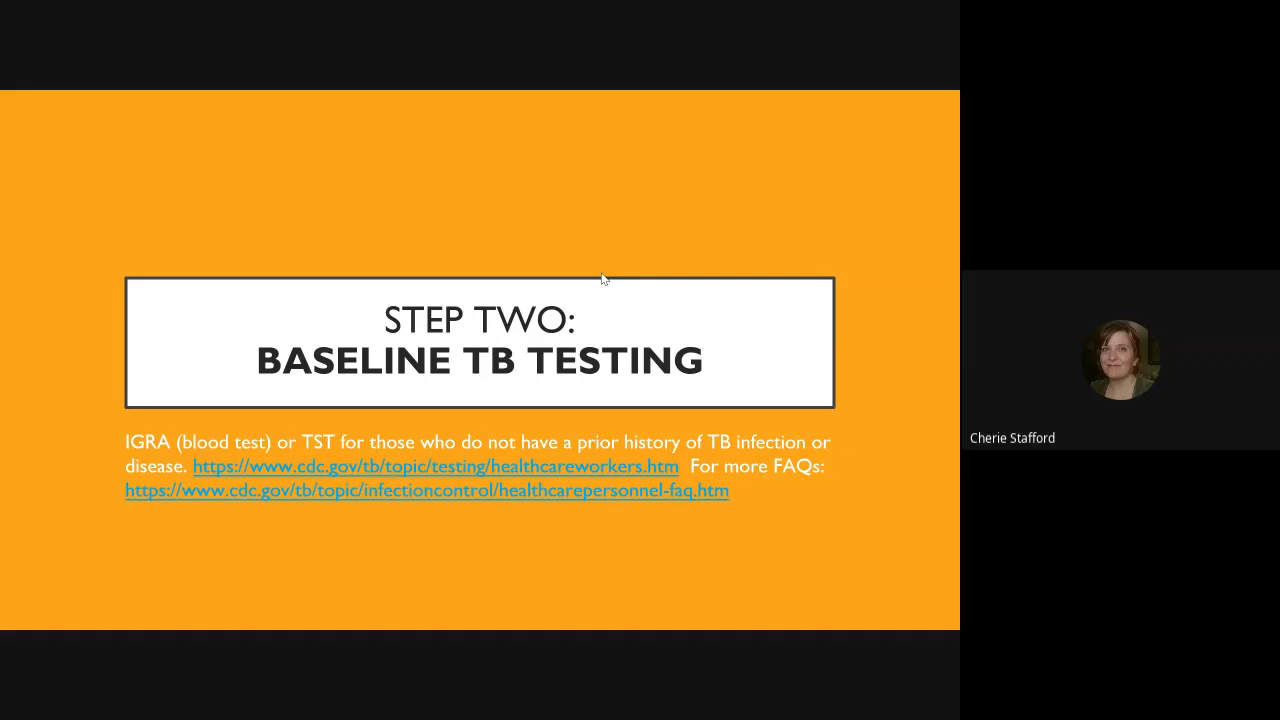 STEP TWO:
BASELINE TB TESTING
IGRA (blood test) or TST for those who do not have a prior history of TB infection or
disease. https://www.cdc.gov/tb/topic/testing/healthcareworkers.htm For more FAQs:
https://www.cdc.gov/tb/topic/infectioncontrol/healthcarepersonnel-faq.htm
Cherie Stafford